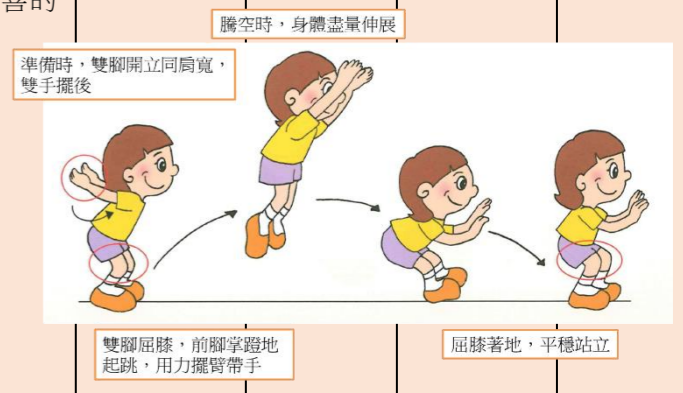 善的
騰空時，身體盡量伸展
準備時，雙腳開立同肩寬，
雙手擺後
雙腳屈膝，前腳掌蹬地
起跳，用力擺臂帶手
屈膝著地，平穩站立